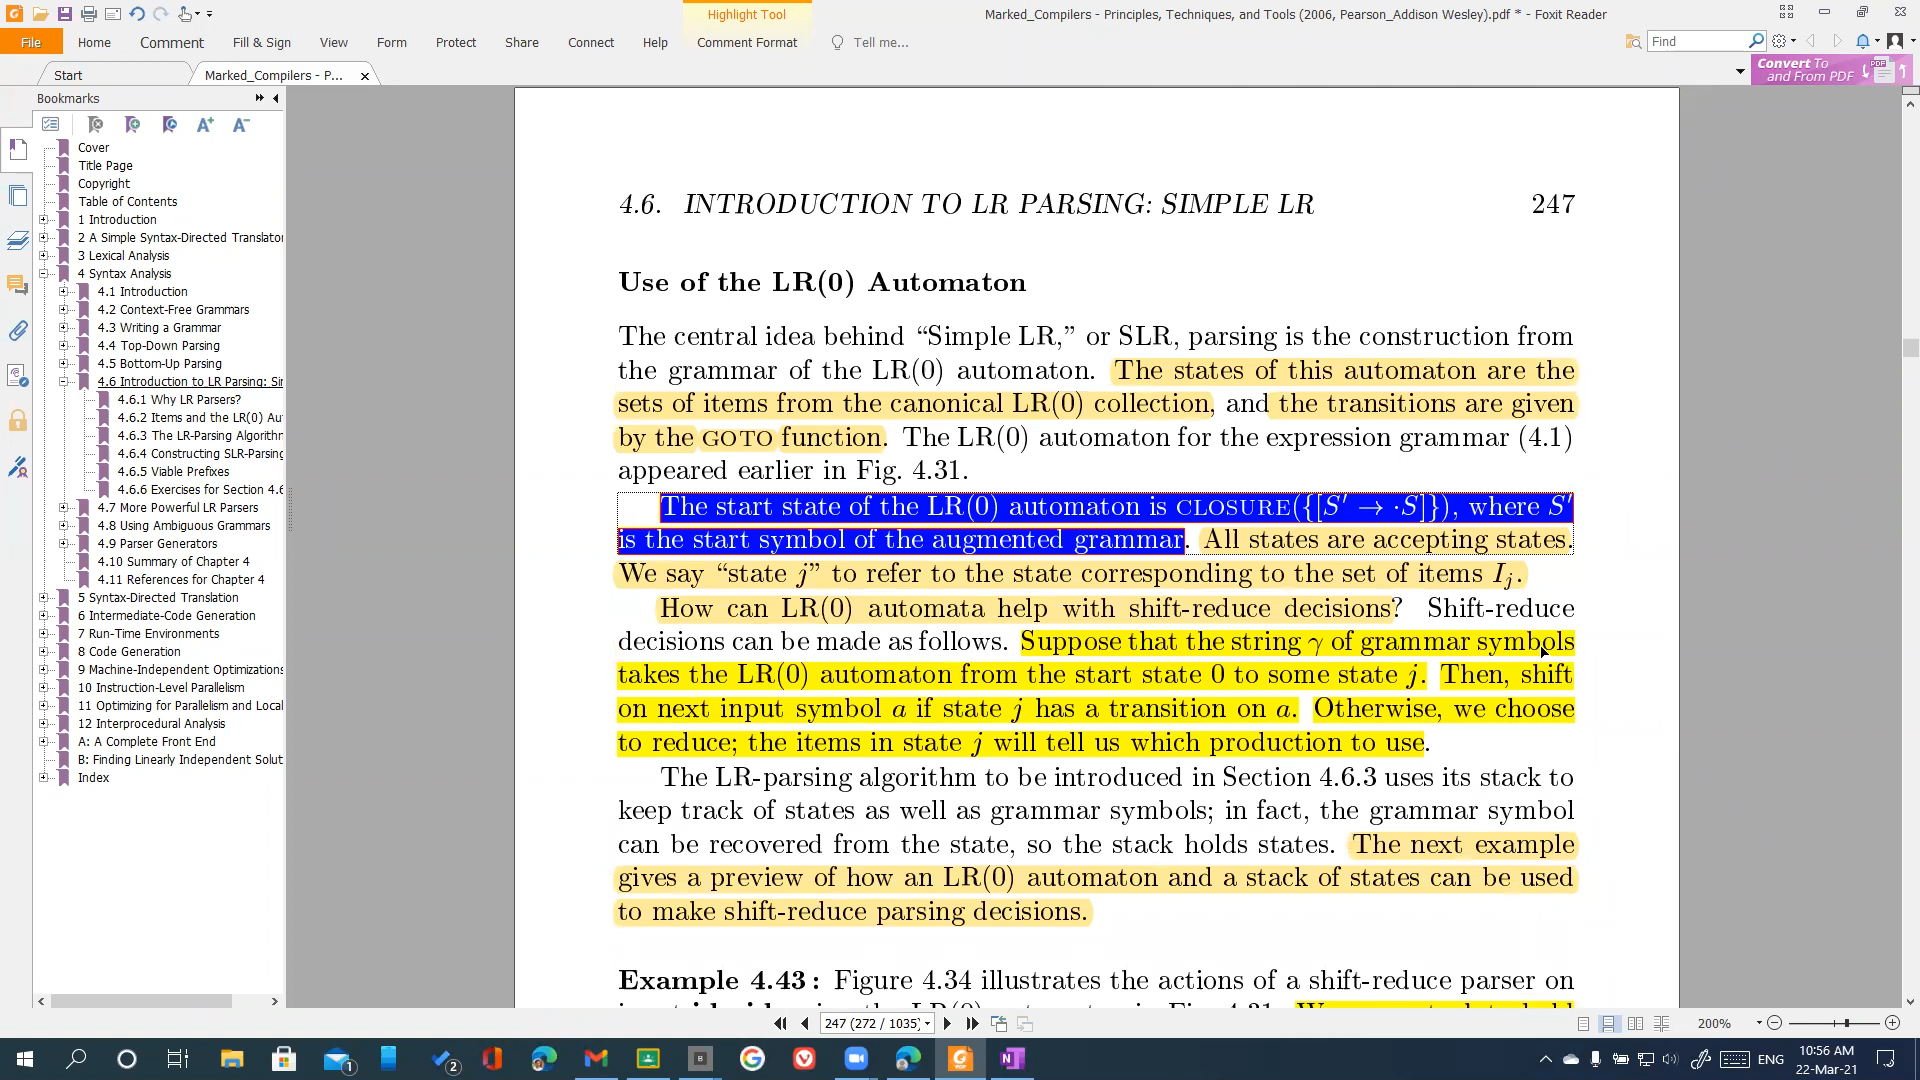 Highlight Tool
Marked_Compilers - Principles, Techniques, and Tools (2006, Pearson_Addison Wesley).pdf * - Foxit Reader
File Home Comment Fill & Sign View Form Protect Share Connect Help Comment Format Tell me... Find
Start Marked_Compilers - P... Convert To
and From PDF
PDF
Bookmarks
Cover
Title Page
Copyright
Table of Contents
1 Introduction
2 A Simple Syntax-Directed Translator
3 Lexical Analysis
4 Syntax Analysis
4.1 Introduction
4.2 Context-Free Grammars
4.3 Writing a Grammar
4.4 Top-Down Parsing
4.5 Bottom-Up Parsing
4.6 Introduction to LR Parsing: Si
4.6.1 Why LR Parsers?
4.6.2 Items and the LR(0) Au
4.6.3 The LR-Parsing Algorithm
4.6.4 Constructing SLR-Parsing
4.6.5 Viable Prefixes
4.6.6 Exercises for Section 4.6
4.7 More Powerful LR Parsers
4.8 Using Ambiguous Grammars
4.9 Parser Generators
4.10 Summary of Chapter 4
4.11 References for Chapter 4
5 Syntax-Directed Translation
6 Intermediate-Code Generation
7 Run-Time Environments
8 Code Generation
9 Machine-Independent Optimizations
10 Instruction-Level Parallelism
11 Optimizing for Parallelism and Local
12 Interprocedural Analysis
A: A Complete Front End
B: Finding Linearly Independent Solut
Index
4.6. INTRODUCTION TO LR PARSING: SIMPLE LR 247
Use of the LR(0) Automaton
The central idea behind “Simple LR,” or SLR, parsing is the construction from
the grammar of the LR(0) automaton. The states of this automaton are the
sets of items from the canonical LR(0) collection, and the transitions are given
by the GOTO function. The LR(0) automaton for the expression grammar (4.1)
appeared earlier in Fig. 4.31.
The start state of the LR(0) automaton is CLOSURE({[S′ → ·S]}), where S′
is the start symbol of the augmented grammar. All states are accepting states.
We say “state j” to refer to the state corresponding to the set of items Ij.
How can LR(0) automata help with shift-reduce decisions? Shift-reduce
decisions can be made as follows. Suppose that the string γ of grammar symbols
takes the LR(0) automaton from the start state 0 to some state j. Then, shift
on next input symbol a if state j has a transition on a. Otherwise, we choose
to reduce; the items in state j will tell us which production to use.
The LR-parsing algorithm to be introduced in Section 4.6.3 uses its stack to
keep track of states as well as grammar symbols; in fact, the grammar symbol
can be recovered from the state, so the stack holds states. The next example
gives a preview of how an LR(0) automaton and a stack of states can be used
to make shift-reduce parsing decisions.
Example 4.43: Figure 4.34 illustrates the actions of a shift-reduce parser on
247 (272 / 1035) 200%
1 2 B ENG 10:56 AM
22-Mar-21